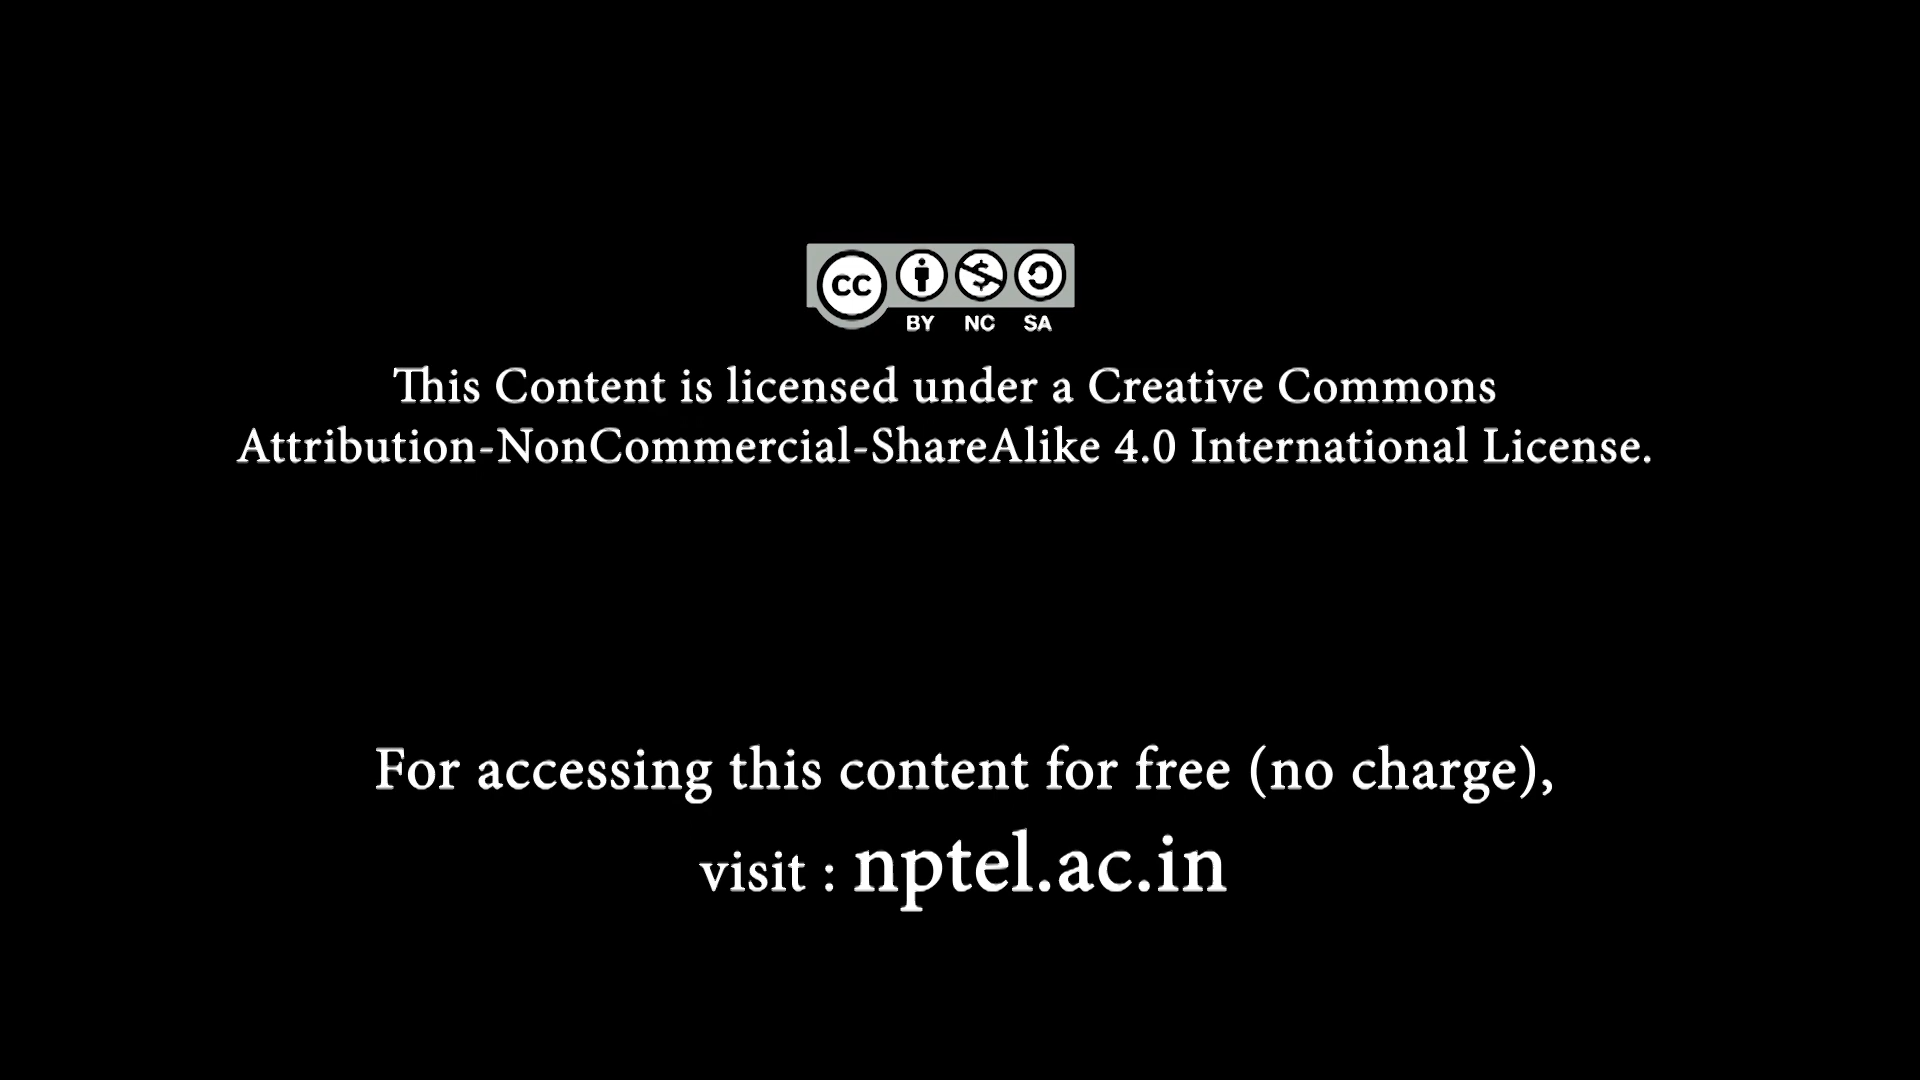 CC BY NC SA
This Content is licensed under a Creative Commons
Attribution-NonCommercial-ShareAlike 4.0 International License.
For accessing this content for free (no charge),
visit : nptel.ac.in